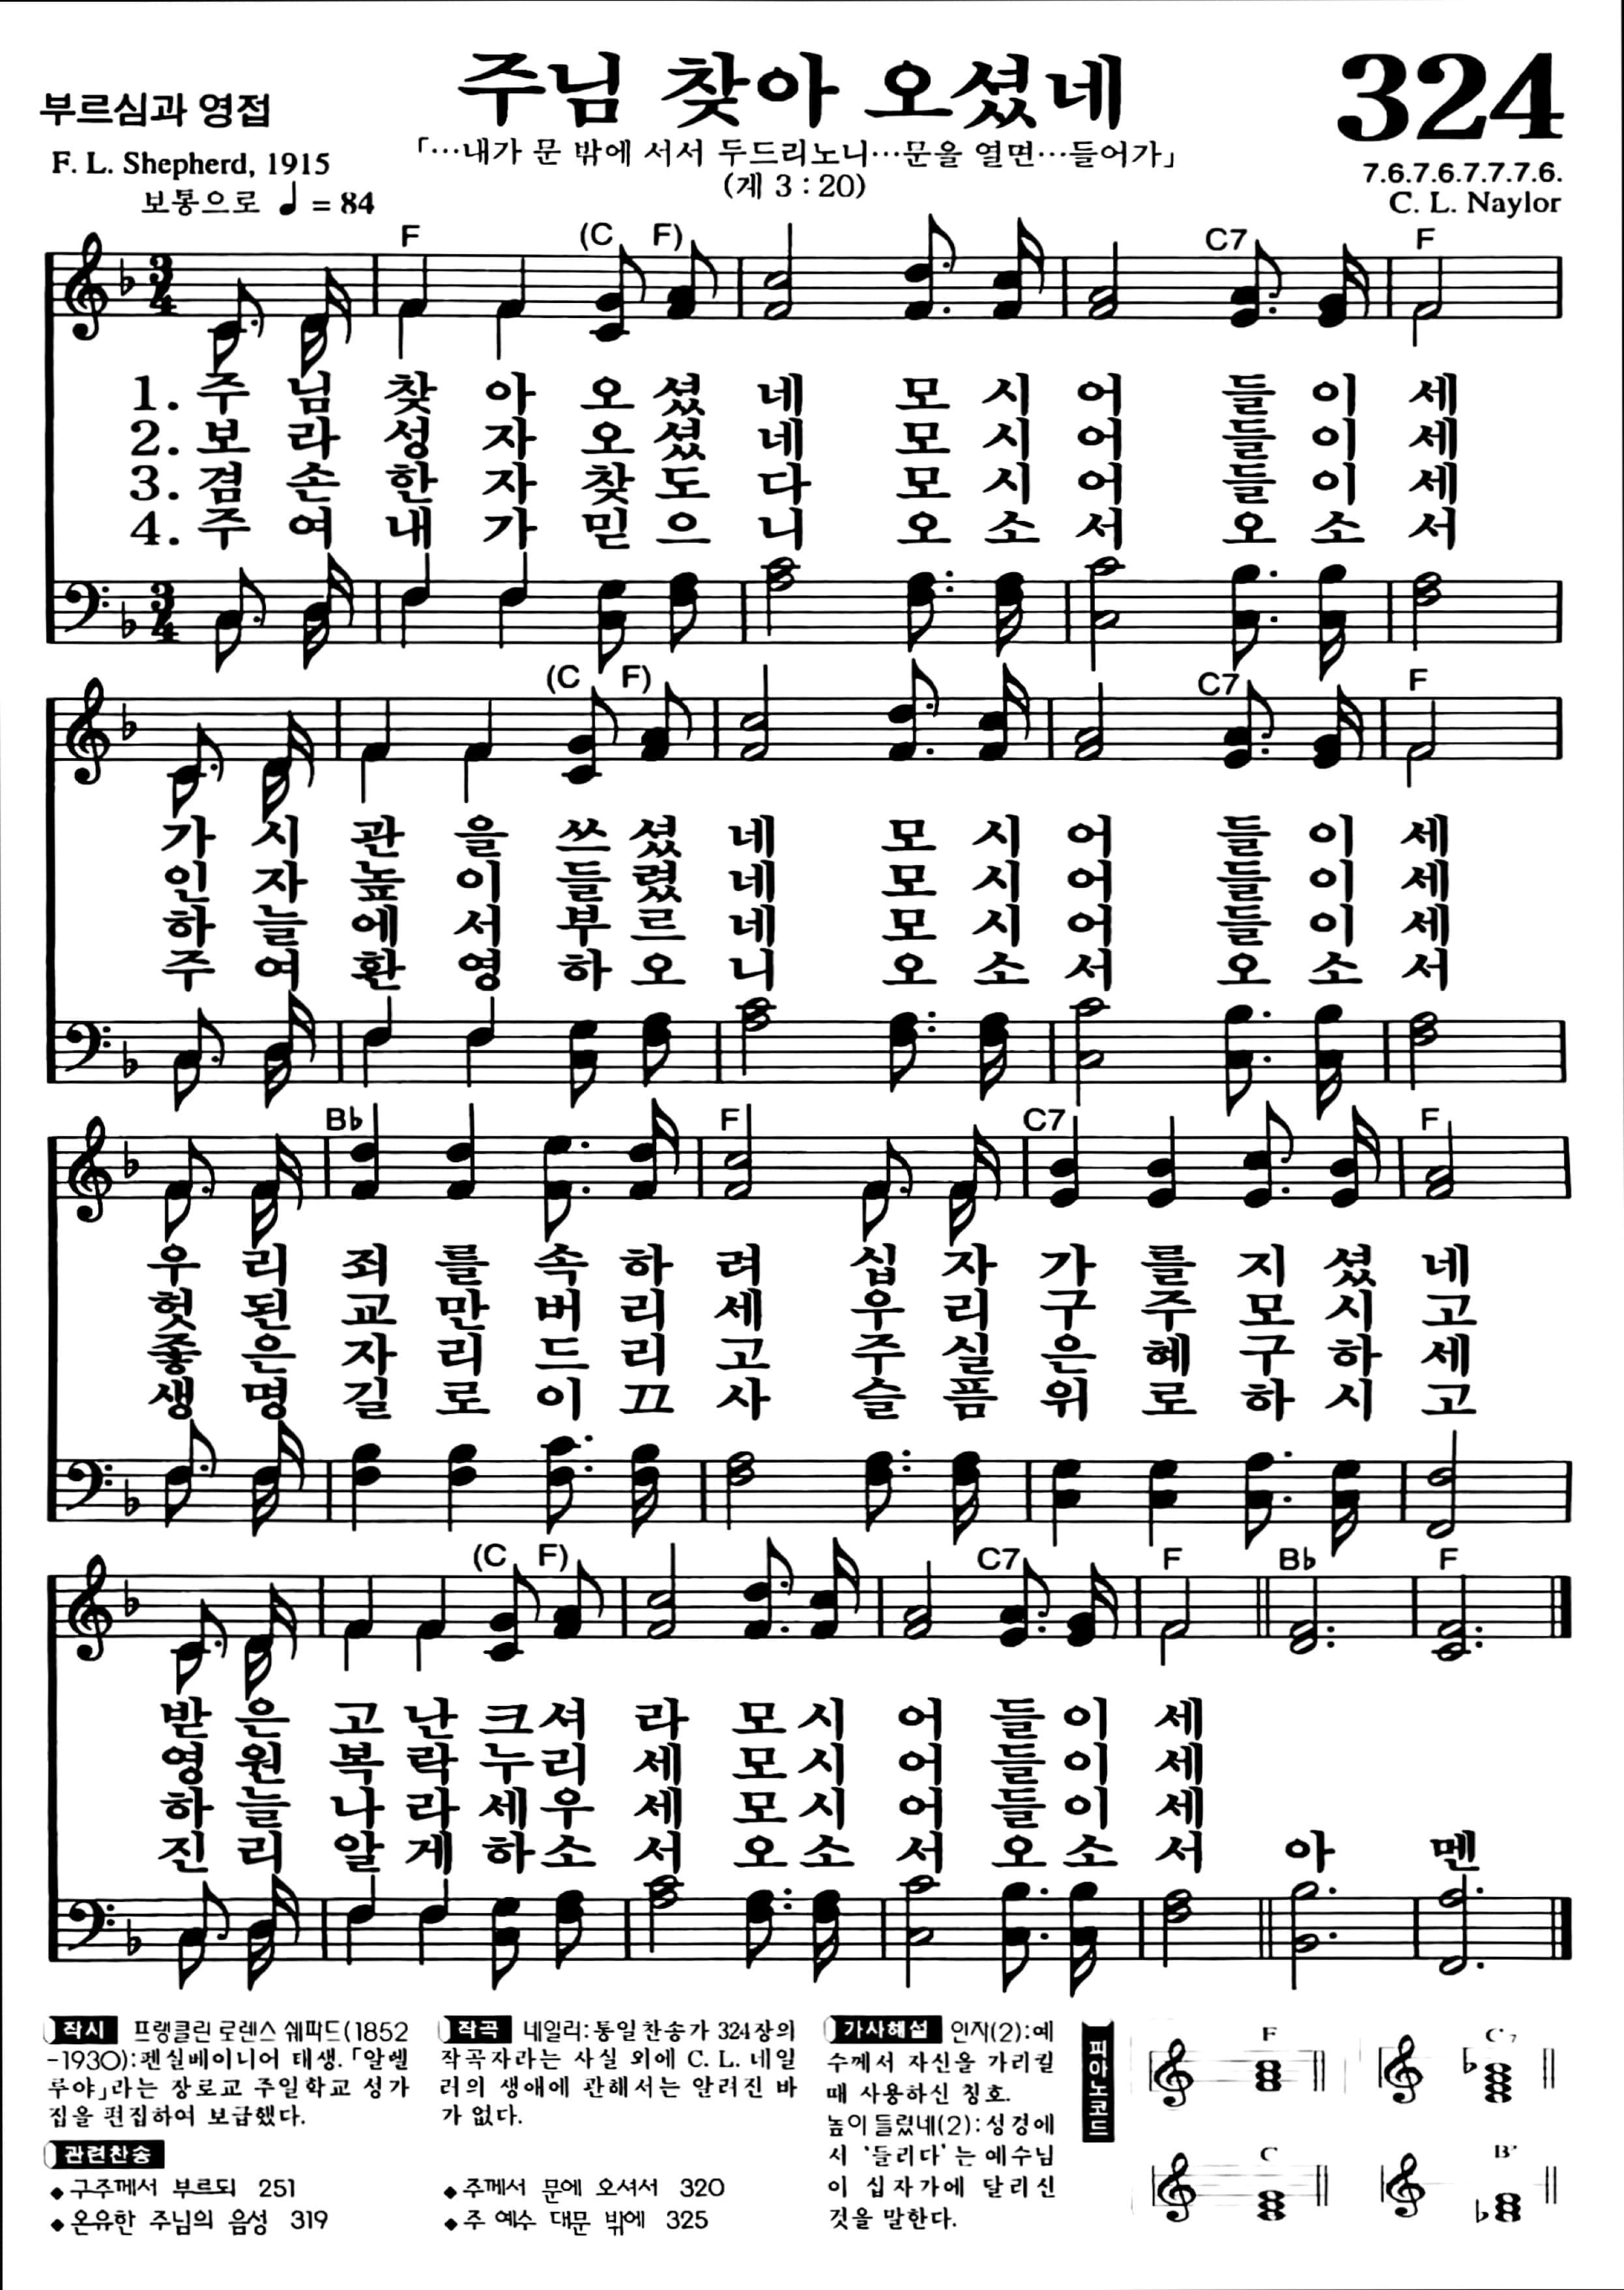 부르심과 영접
주님 찾아 오셨네
324
F. L. Shepherd, 1915
「…내가 문 밖에 서서 두드리노니…문을 열면…들어가」
7.6.7.6.7.7.7.6.
보통으로 ♩ = 84
(계 3 : 20)
C. L. Naylor
F (C F) C7 F
1. 주 님 찾 아 오 셨 네 모 시 어 들 이 세
2. 보 라 성 자 오 셨 네 모 시 어 들 이 세
3. 겸 손 한 자 찾 도 다 모 시 어 들 이 세
4. 주 여 내 가 믿 으 니 오 소 서 오 소 서
(C F) C7 F
가 시 관 을 쓰 셨 네 모 시 어 들 이 세
인 자 높 이 들 렸 네 모 시 어 들 이 세
하 늘 에 서 부 르 네 모 시 어 들 이 세
주 여 환 영 하 오 니 오 소 서 오 소 서
B♭ F C7 F
우 리 죄 를 속 하 려 십 자 가 를 지 셨 네
헛 된 교 만 버 리 세 우 리 구 주 모 시 고
좋 은 자 리 드 리 고 주 실 은 혜 구 하 세
생 명 길 로 이 끄 사 슬 픔 위 로 하 시 고
(C F) C7 F B♭ F
받 은 고 난 크 셔 라 모 시 어 들 이 세
영 원 복 락 누 리 세 모 시 어 들 이 세
하 늘 나 라 세 우 세 모 시 어 들 이 세
진 리 알 게 하 소 서 오 소 서 오 소 서 아 멘
작시 프랭클린 로렌스 쉐파드(1852
-1930):펜실베이니어 태생.「알렐
루야」라는 장로교 주일학교 성가
집을 편집하여 보급했다.
관련찬송
◆구주께서 부르되 251
◆온유한 주님의 음성 319
작곡 네일러:통일 찬송가 324장의
작곡자라는 사실 외에 C. L. 네일
러의 생애에 관해서는 알려진 바
가 없다.
◆주께서 문에 오셔서 320
◆주 예수 대문 밖에 325
가사해설 인자(2):예
수께서 자신을 가리킬
때 사용하신 칭호.
높이 들렸네(2):성경에
서 '들리다'는 예수님
이 십자가에 달리신
것을 말한다.
피아노코드
F C7
C B♭